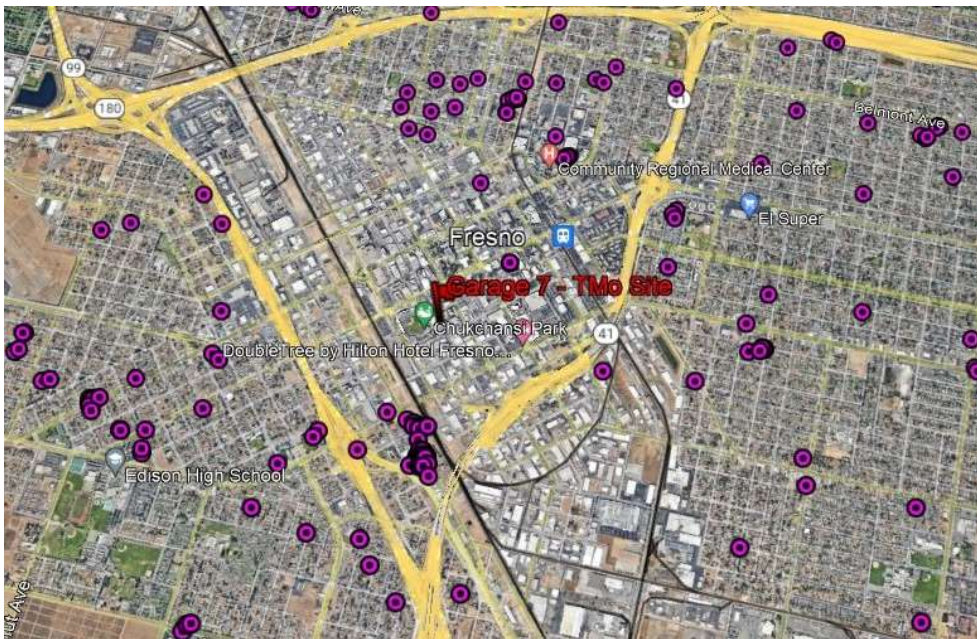 99
180
41
Belmont Ave
Community Regional Medical Center
El Super
Fresno
Garage 7 - TMo Site
Chukchansi Park
41
DoubleTree by Hilton Hotel Fresno...
Edison High School
Ave